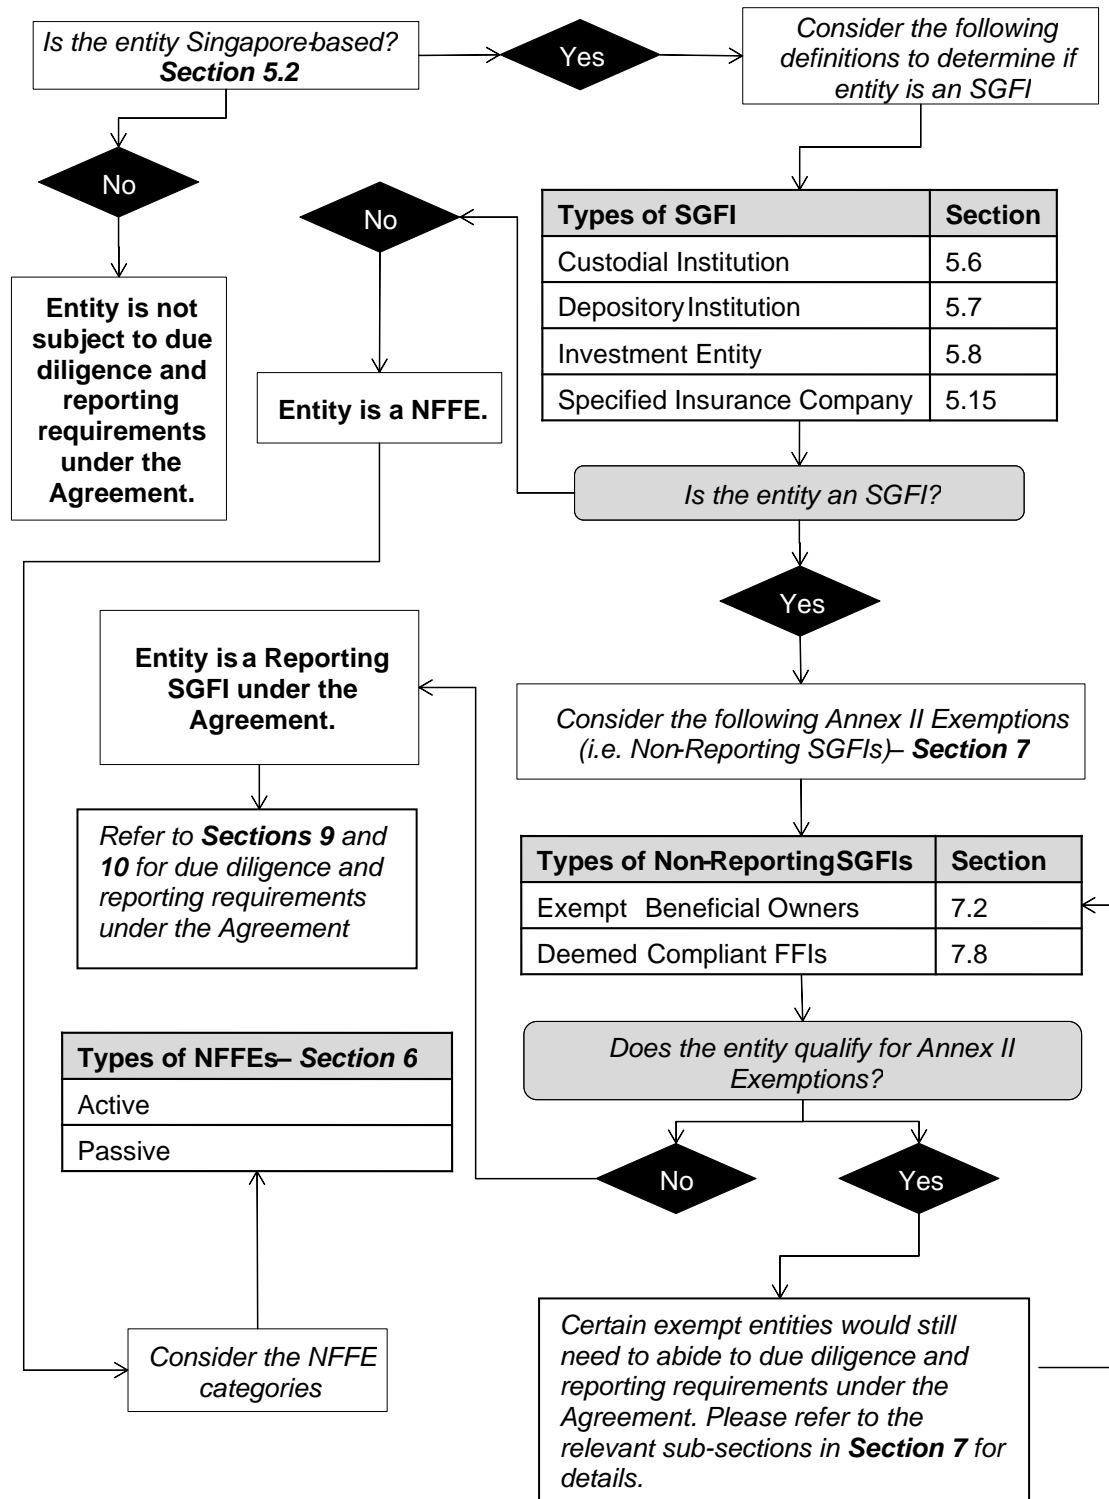 Is the entity Singapore-based?
Section 5.2
Yes
Consider the following
definitions to determine if
entity is an SGFI
No
No
Types of SGFI Section
Custodial Institution 5.6
Depository Institution 5.7
Investment Entity 5.8
Specified Insurance Company 5.15
Entity is not
subject to due
diligence and
reporting
requirements
under the
Agreement.
Entity is a NFFE.
Is the entity an SGFI?
Yes
Entity is a Reporting
SGFI under the
Agreement.
Consider the following Annex II Exemptions
(i.e. Non-Reporting SGFIs)– Section 7
Refer to Sections 9 and
10 for due diligence and
reporting requirements
under the Agreement
Types of Non-Reporting SGFIs Section
Exempt Beneficial Owners 7.2
Deemed Compliant FFIs 7.8
Does the entity qualify for Annex II
Exemptions?
Types of NFFEs– Section 6
Active
Passive
No
Yes
Consider the NFFE
categories
Certain exempt entities would still
need to abide to due diligence and
reporting requirements under the
Agreement. Please refer to the
relevant sub-sections in Section 7 for
details.